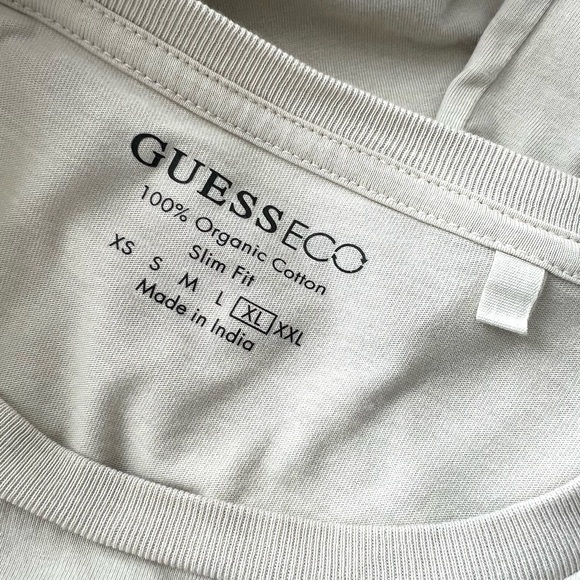 GUESSECO
100% Organic Cotton
Slim Fit
XS S M L XL XXL
Made in India